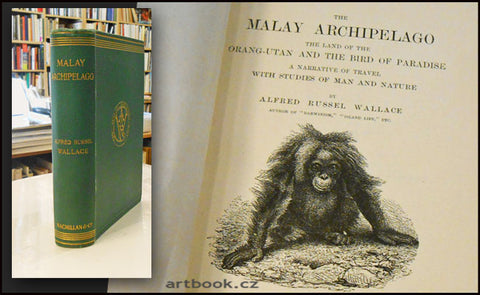 MALAY
ARCHIPELAGO
ALFRED RUSSEL
WALLACE
MACMILLAN & Co
THE
MALAY ARCHIPELAGO
THE LAND OF THE
ORANG-UTAN AND THE BIRD OF PARADISE
A NARRATIVE OF TRAVEL
WITH STUDIES OF MAN AND NATURE
BY
ALFRED RUSSEL WALLACE
AUTHOR OF "DARWINISM," "ISLAND LIFE," ETC.
artbook.cz